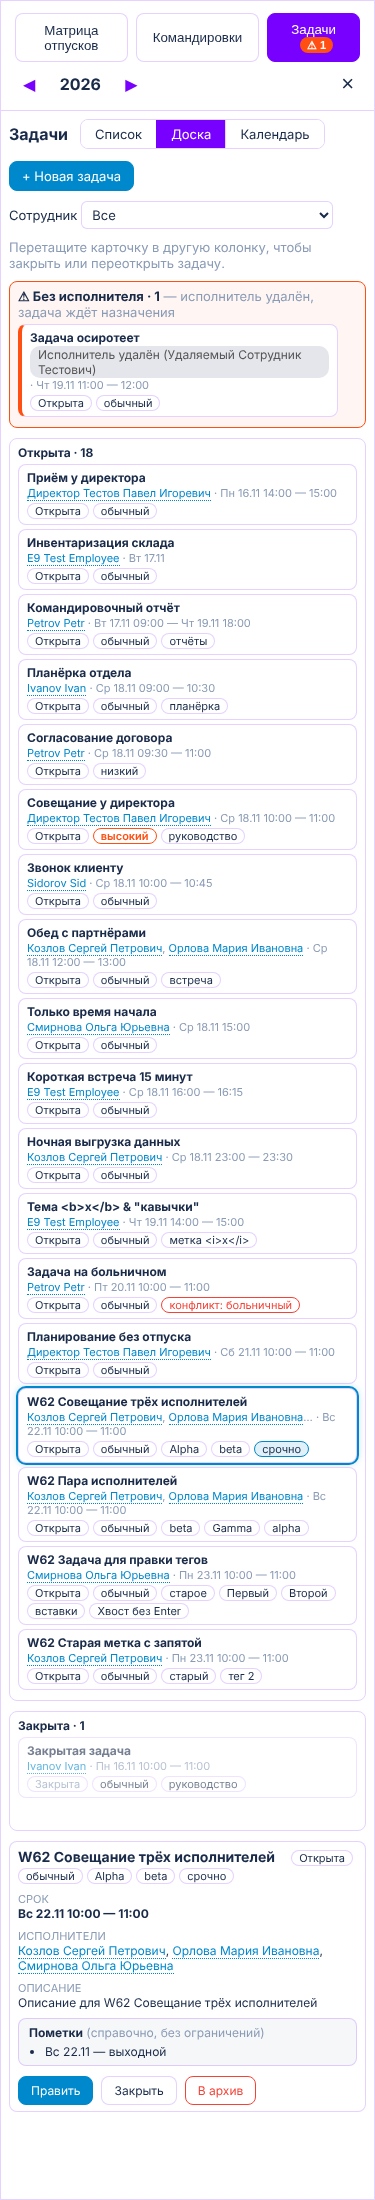 Матрица
отпусков
Командировки
Задачи
⚠ 1
◀ 2026 ▶ ×
Задачи Список Доска Календарь
+ Новая задача
Сотрудник Все
Перетащите карточку в другую колонку, чтобы
закрыть или переоткрыть задачу.
⚠ Без исполнителя · 1 — исполнитель удалён,
задача ждёт назначения
Задача осиротеет
Исполнитель удалён (Удаляемый Сотрудник
Тестович)
· Чт 19.11 11:00 — 12:00
Открыта обычный
Открыта · 18
Приём у директора
Директор Тестов Павел Игоревич · Пн 16.11 14:00 — 15:00
Открыта обычный
Инвентаризация склада
E9 Test Employee · Вт 17.11
Открыта обычный
Командировочный отчёт
Petrov Petr · Вт 17.11 09:00 — Чт 19.11 18:00
Открыта обычный отчёты
Планёрка отдела
Ivanov Ivan · Ср 18.11 09:00 — 10:30
Открыта обычный планёрка
Согласование договора
Petrov Petr · Ср 18.11 09:30 — 11:00
Открыта низкий
Совещание у директора
Директор Тестов Павел Игоревич · Ср 18.11 10:00 — 11:00
Открыта высокий руководство
Звонок клиенту
Sidorov Sid · Ср 18.11 10:00 — 10:45
Открыта обычный
Обед с партнёрами
Козлов Сергей Петрович, Орлова Мария Ивановна · Ср
18.11 12:00 — 13:00
Открыта обычный встреча
Только время начала
Смирнова Ольга Юрьевна · Ср 18.11 15:00
Открыта обычный
Короткая встреча 15 минут
E9 Test Employee · Ср 18.11 16:00 — 16:15
Открыта обычный
Ночная выгрузка данных
Козлов Сергей Петрович · Ср 18.11 23:00 — 23:30
Открыта обычный
Тема <b>x</b> & "кавычки"
E9 Test Employee · Чт 19.11 14:00 — 15:00
Открыта обычный метка <i>x</i>
Задача на больничном
Petrov Petr · Пт 20.11 10:00 — 11:00
Открыта обычный конфликт: больничный
Планирование без отпуска
Директор Тестов Павел Игоревич · Сб 21.11 10:00 — 11:00
Открыта обычный
W62 Совещание трёх исполнителей
Козлов Сергей Петрович, Орлова Мария Ивановна... · Вс
22.11 10:00 — 11:00
Открыта обычный Alpha beta срочно
W62 Пара исполнителей
Козлов Сергей Петрович, Орлова Мария Ивановна · Вс
22.11 10:00 — 11:00
Открыта обычный beta Gamma alpha
W62 Задача для правки тегов
Смирнова Ольга Юрьевна · Пн 23.11 10:00 — 11:00
Открыта обычный старое Первый Второй
вставки Хвост без Enter
W62 Старая метка с запятой
Козлов Сергей Петрович · Пн 23.11 10:00 — 11:00
Открыта обычный старый тег 2
Закрыта · 1
Закрытая задача
Ivanov Ivan · Пн 16.11 10:00 — 11:00
Закрыта обычный руководство
W62 Совещание трёх исполнителей Открыта
обычный Alpha beta срочно
СРОК
Вс 22.11 10:00 — 11:00
ИСПОЛНИТЕЛИ
Козлов Сергей Петрович, Орлова Мария Ивановна,
Смирнова Ольга Юрьевна
ОПИСАНИЕ
Описание для W62 Совещание трёх исполнителей
Пометки (справочно, без ограничений)
• Вс 22.11 — выходной
Править Закрыть В архив